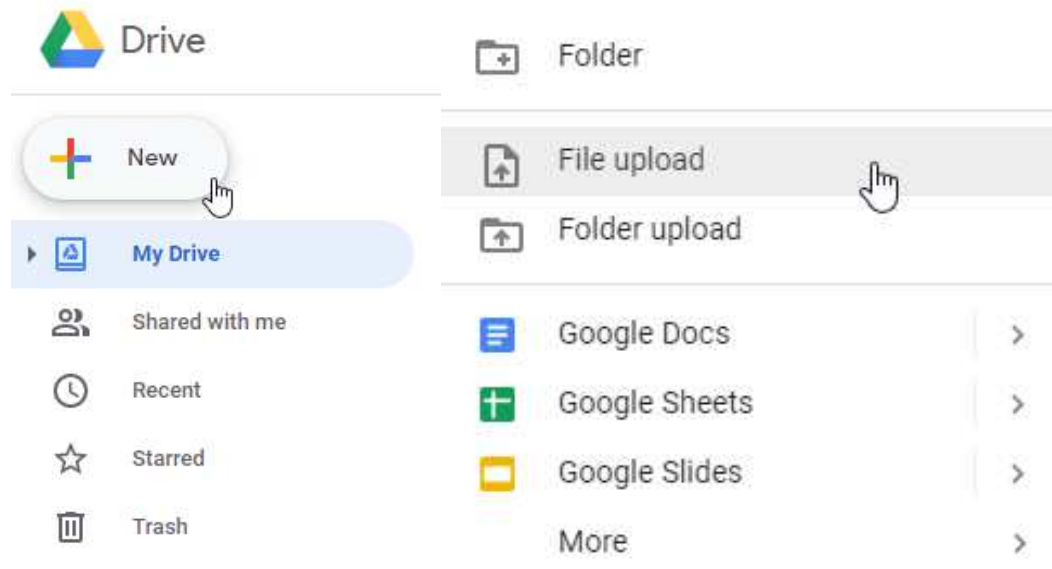 Drive
New
My Drive
Shared with me
Recent
Starred
Trash
Folder
File upload
Folder upload
Google Docs
Google Sheets
Google Slides
More